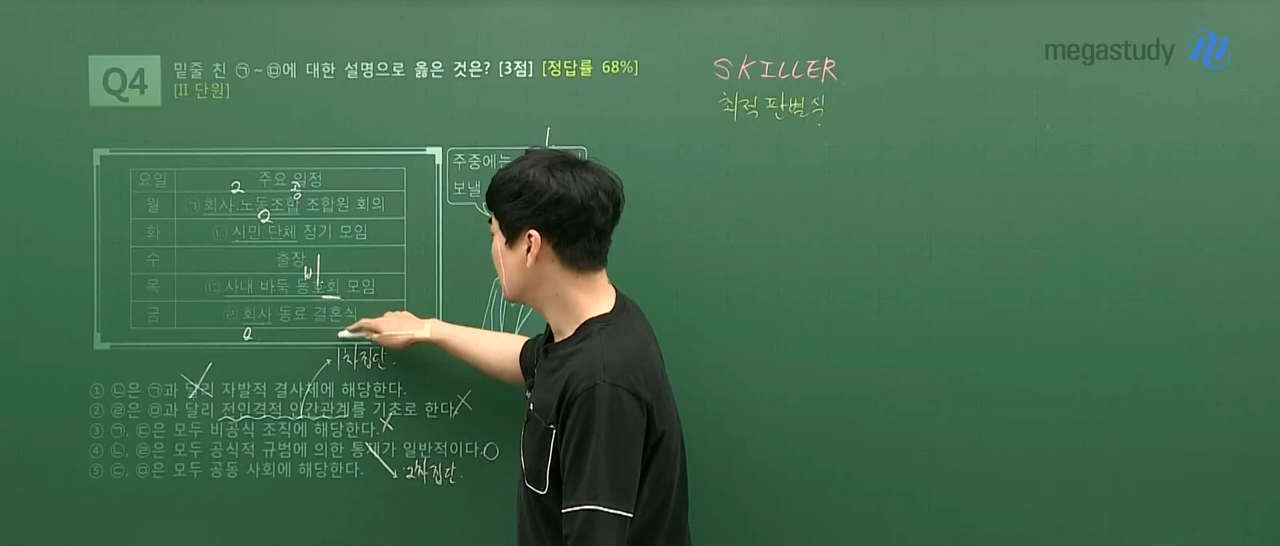 megastudy
Q4
밑줄 친 ㉠~㉤에 대한 설명으로 옳은 것은? [3점] [정답률 68%]
[II 단원]
SKILLER
최적 판별식
주중에는
보낼
요일 주요 일정
2 공
월 ㉠회사 노동조합 조합원 회의
2
화 ㉡ 시민 단체 정기 모임
수 출장
비
목 ㉢ 사내 바둑 동호회 모임
금 ㉣회사 동료 결혼식
2
1차집단.
① ㉡은 ㉠과 달리 자발적 결사체에 해당한다.
② ㉣은 ㉤과 달리 전인격적 인간관계를 기초로 한다.
③ ㉠, ㉢은 모두 비공식 조직에 해당한다.
④ ㉡, ㉣은 모두 공식적 규범에 의한 통제가 일반적이다.
⑤ ㉢, ㉤은 모두 공동 사회에 해당한다.
2차집단.